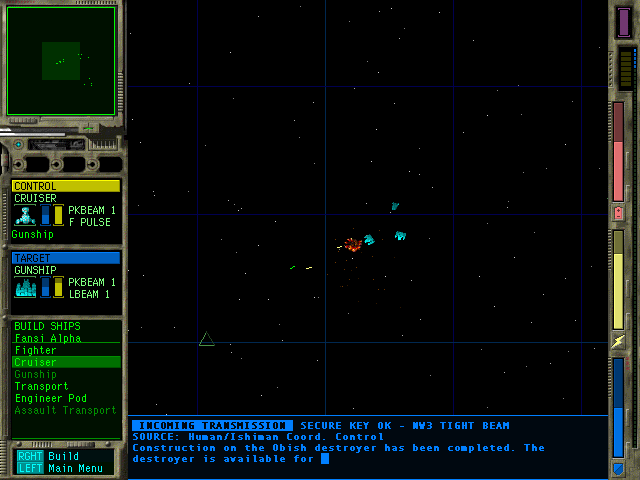 CONTROL
CRUISER
PKBEAM 1
F PULSE
Gunship
TARGET
GUNSHIP
PKBEAM 1
LBEAM 1
BUILD SHIPS
Fansi Alpha
Fighter
Cruiser
Gunship
Transport
Engineer Pod
Assault Transport
RGHT Build
LEFT Main Menu
INCOMING TRANSMISSION SECURE KEY OK - NW3 TIGHT BEAM
SOURCE: Human/Ishiman Coord. Control
Construction on the Obish destroyer has been completed. The
destroyer is available for